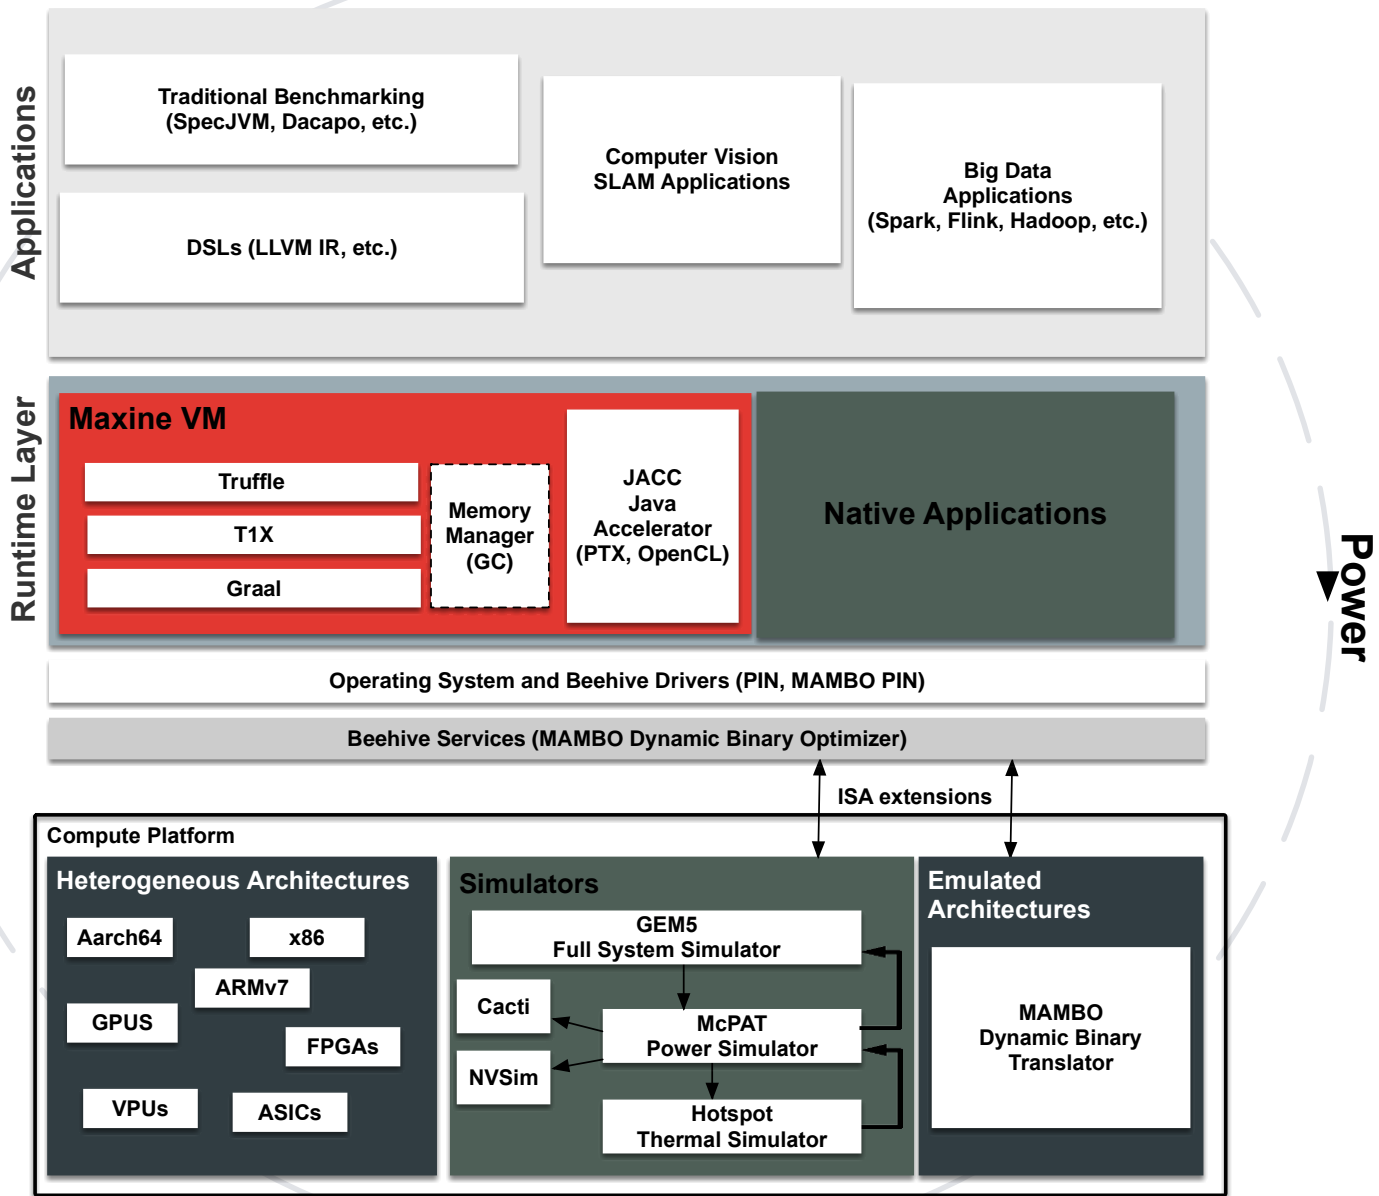 Applications
Traditional Benchmarking
(SpecJVM, Dacapo, etc.)
DSLs (LLVM IR, etc.)
Computer Vision
SLAM Applications
Big Data
Applications
(Spark, Flink, Hadoop, etc.)
Runtime Layer
Maxine VM
Truffle
T1X
Graal
Memory
Manager
(GC)
JACC
Java
Accelerator
(PTX, OpenCL)
Native Applications
Power
Operating System and Beehive Drivers (PIN, MAMBO PIN)
Beehive Services (MAMBO Dynamic Binary Optimizer)
ISA extensions
Compute Platform
Heterogeneous Architectures
Aarch64
x86
ARMv7
GPUS
FPGAs
VPUs
ASICs
Simulators
GEM5
Full System Simulator
Cacti
McPAT
Power Simulator
NVSim
Hotspot
Thermal Simulator
Emulated
Architectures
MAMBO
Dynamic Binary
Translator